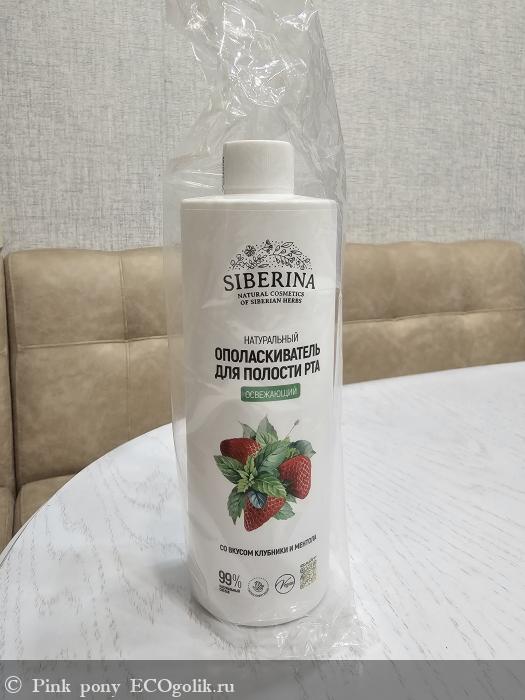 SIBERINA
NATURAL COSMETICS
OF SIBERIAN HERBS
НАТУРАЛЬНЫЙ
ОПОЛАСКИВАТЕЛЬ
ДЛЯ ПОЛОСТИ РТА
ОСВЕЖАЮЩИЙ
СО ВКУСОМ КЛУБНИКИ И МЕНТОЛА
99%
Vegan
© Pink pony ECOgolik.ru